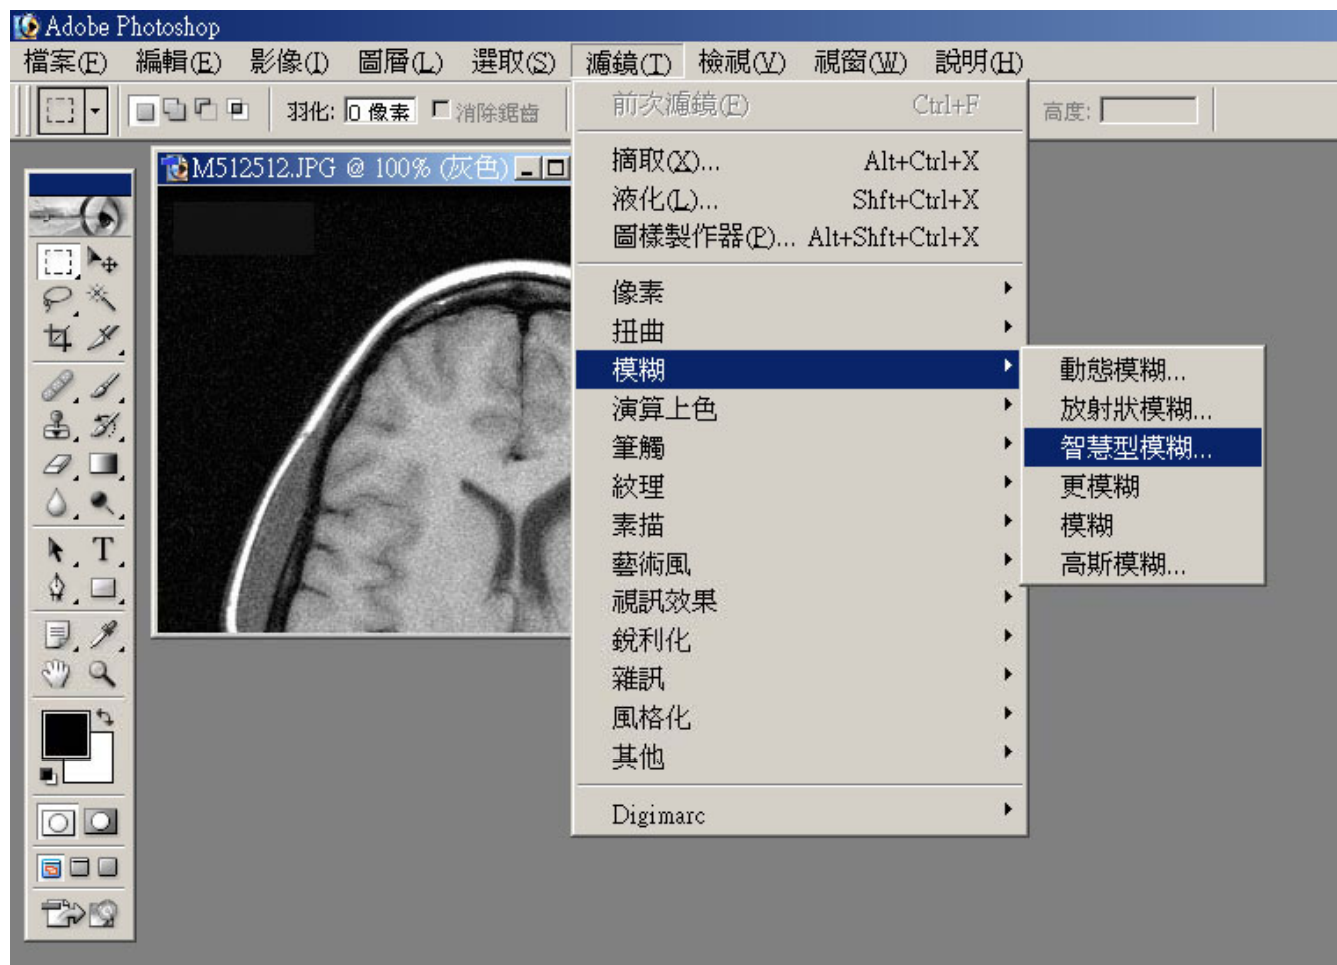 Adobe Photoshop
檔案(F) 編輯(E) 影像(I) 圖層(L) 選取(S) 濾鏡(T) 檢視(V) 視窗(W) 說明(H)
羽化: 0 像素 消除鋸齒 高度:
M512512.JPG @ 100% (灰色)
前次濾鏡(F) Ctrl+F
摘取(X)... Alt+Ctrl+X
液化(L)... Shft+Ctrl+X
圖樣製作器(P)... Alt+Shft+Ctrl+X
像素
扭曲
模糊
演算上色
筆觸
紋理
素描
藝術風
視訊效果
銳利化
雜訊
風格化
其他
Digimarc
動態模糊...
放射狀模糊...
智慧型模糊...
更模糊
模糊
高斯模糊...